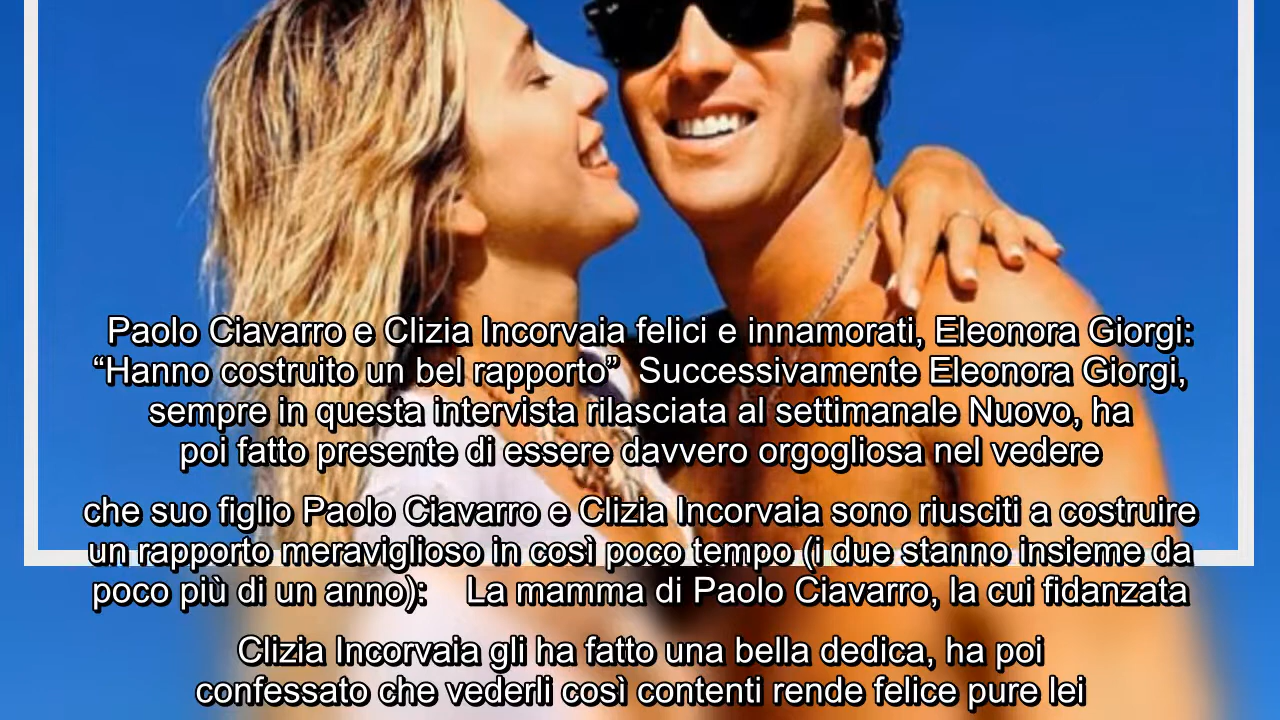 Paolo Ciavarro e Clizia Incorvaia felici e innamorati, Eleonora Giorgi:
“Hanno costruito un bel rapporto”  Successivamente Eleonora Giorgi,
sempre in questa intervista rilasciata al settimanale Nuovo, ha
poi fatto presente di essere davvero orgogliosa nel vedere
che suo figlio Paolo Ciavarro e Clizia Incorvaia sono riusciti a costruire
un rapporto meraviglioso in così poco tempo (i due stanno insieme da
poco più di un anno):    La mamma di Paolo Ciavarro, la cui fidanzata
Clizia Incorvaia gli ha fatto una bella dedica, ha poi
confessato che vederli così contenti rende felice pure lei